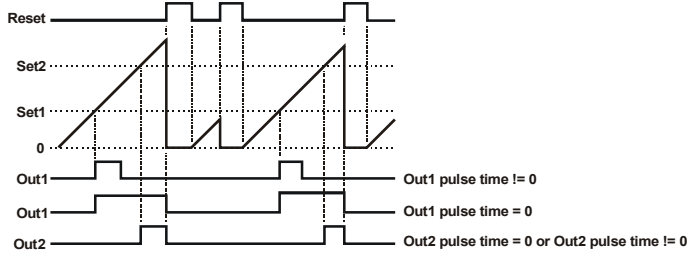 Reset
Set2
Set1
0
Out1
Out1 pulse time != 0
Out1
Out1 pulse time = 0
Out2
Out2 pulse time = 0 or Out2 pulse time != 0